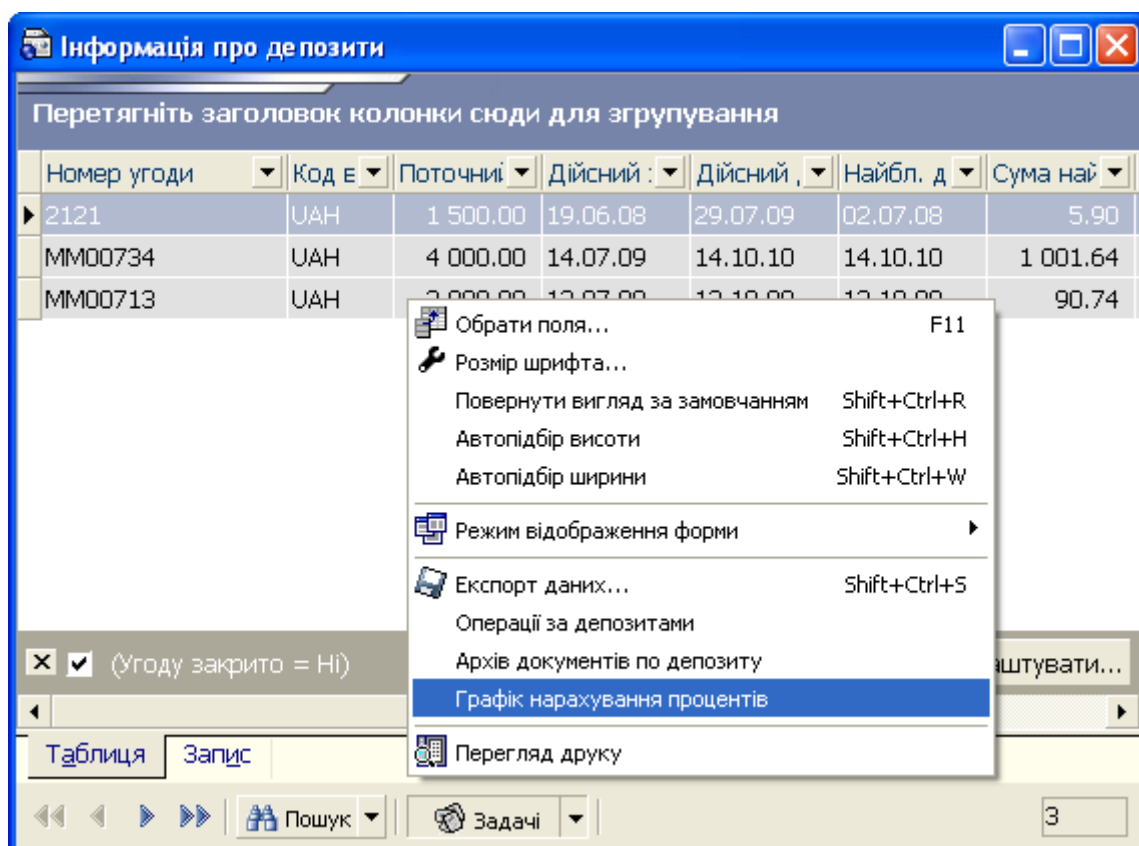 Інформація про депозити
Перетягніть заголовок колонки сюди для згрупування
Номер угоди Код в Поточниі Дійсний : Дійсний , Найбл. д Сума най
2121 UAH 1 500.00 19.06.08 29.07.09 02.07.08 5.90
ММ00734 UAH 4 000.00 14.07.09 14.10.10 14.10.10 1 001.64
ММ00713 UAH 90.74
Обрати поля... F11
Розмір шрифта...
Повернути вигляд за замовчанням Shift+Ctrl+R
Автопідбір висоти Shift+Ctrl+H
Автопідбір ширини Shift+Ctrl+W
Режим відображення форми
Експорт даних... Shift+Ctrl+S
Операції за депозитами
Архів документів по депозиту
(Угоду закрито = Ні) аштувати...
Графік нарахування процентів
Перегляд друку
Таблиця Запис
Пошук Задачі 3